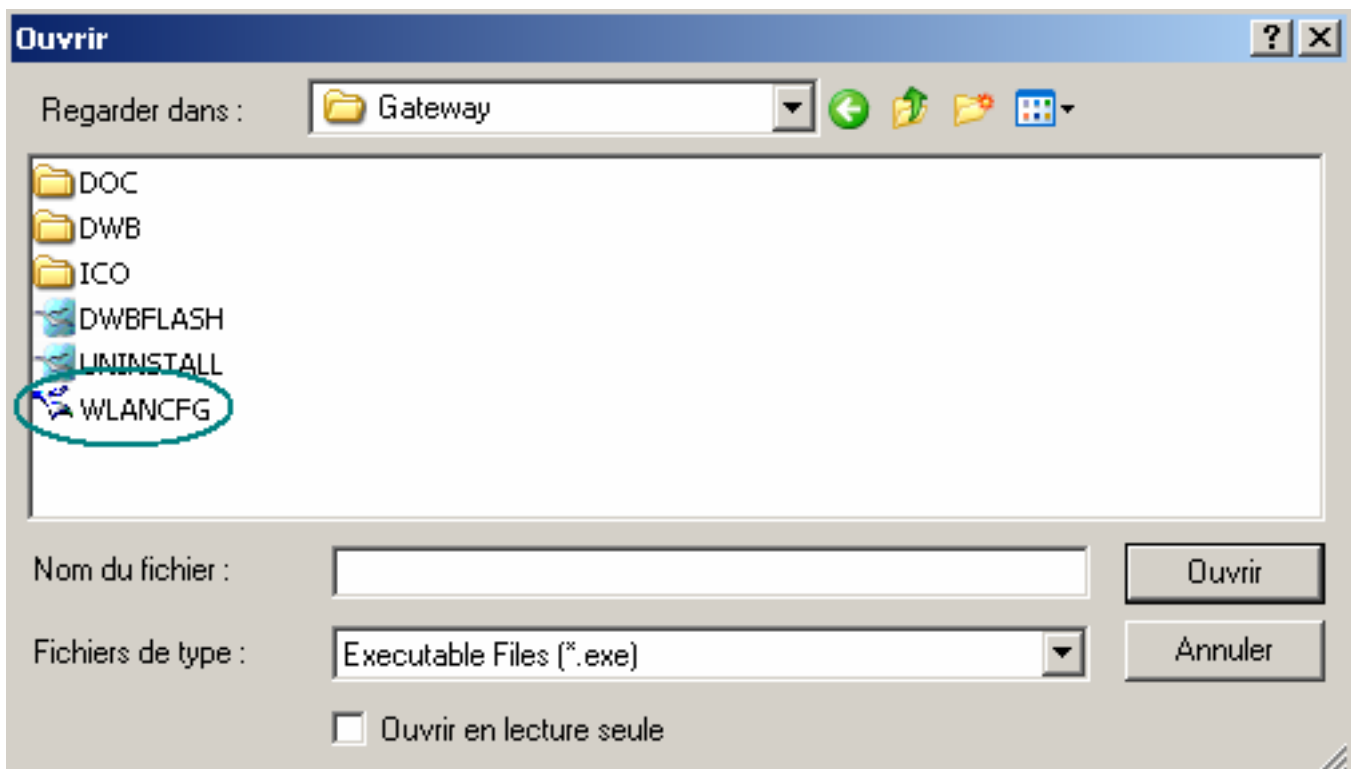 Ouvrir
Regarder dans : Gateway
DOC
DWB
ICO
DWBFLASH
UNINSTALL
WLANCFG
Nom du fichier : Ouvrir
Fichiers de type : Executable Files (*.exe) Annuler
Ouvrir en lecture seule